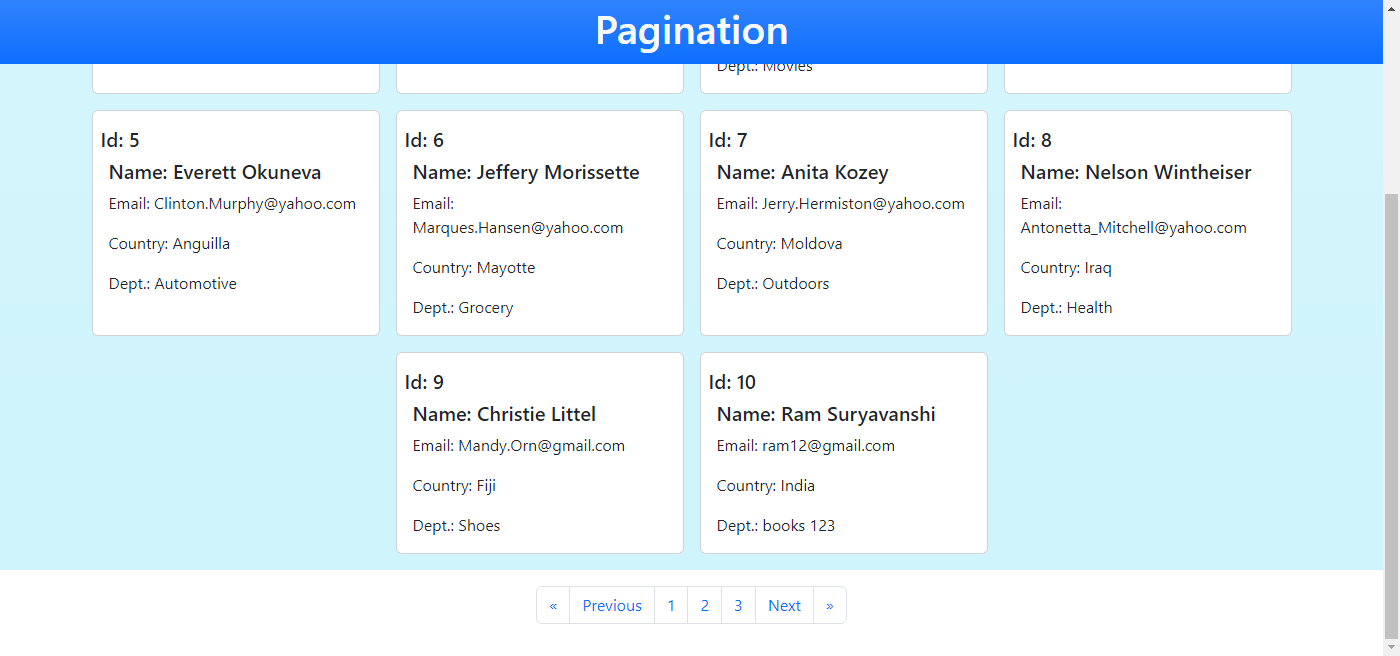 Pagination
Dept.: Movies
Id: 5
Name: Everett Okuneva
Email: Clinton.Murphy@yahoo.com
Country: Anguilla
Dept.: Automotive
Id: 6
Name: Jeffery Morissette
Email:
Marques.Hansen@yahoo.com
Country: Mayotte
Dept.: Grocery
Id: 7
Name: Anita Kozey
Email: Jerry.Hermiston@yahoo.com
Country: Moldova
Dept.: Outdoors
Id: 8
Name: Nelson Wintheiser
Email:
Antonetta_Mitchell@yahoo.com
Country: Iraq
Dept.: Health
Id: 9
Name: Christie Littel
Email: Mandy.Orn@gmail.com
Country: Fiji
Dept.: Shoes
Id: 10
Name: Ram Suryavanshi
Email: ram12@gmail.com
Country: India
Dept.: books 123
« Previous 1 2 3 Next »